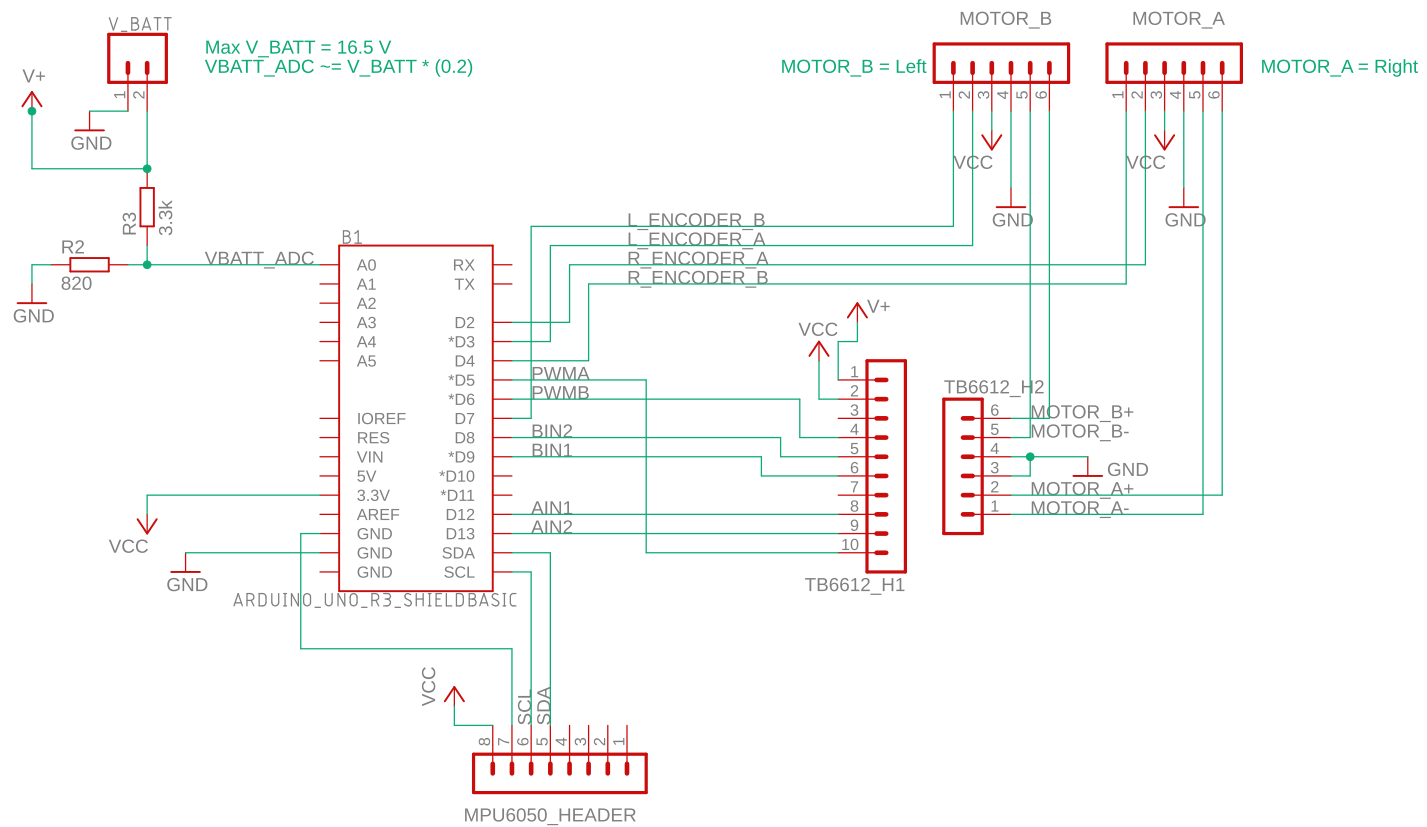 V_BATT
Max V_BATT = 16.5 V
VBATT_ADC ~= V_BATT * (0.2)
V+
1
2
GND
R3
3.3k
R2
820
GND
VBATT_ADC
MOTOR_B
MOTOR_B = Left
1
2
3
4
5
6
VCC
GND
MOTOR_A
MOTOR_A = Right
1
2
3
4
5
6
VCC
GND
L_ENCODER_B
L_ENCODER_A
R_ENCODER_A
R_ENCODER_B
B1
A0
A1
A2
A3
A4
A5
IOREF
RES
VIN
5V
3.3V
AREF
GND
GND
GND
RX
TX
D2
*D3
D4
*D5
*D6
D7
D8
*D9
*D10
*D11
D12
D13
SDA
SCL
ARDUINO_UNO_R3_SHIELDBASIC
VCC
GND
PWMA
PWMB
BIN2
BIN1
AIN1
AIN2
V+
VCC
1
2
3
4
5
6
7
8
9
10
TB6612_H1
TB6612_H2
6
5
4
3
2
1
MOTOR_B+
MOTOR_B-
GND
MOTOR_A+
MOTOR_A-
VCC
SCL
SDA
8
7
6
5
4
3
2
1
MPU6050_HEADER